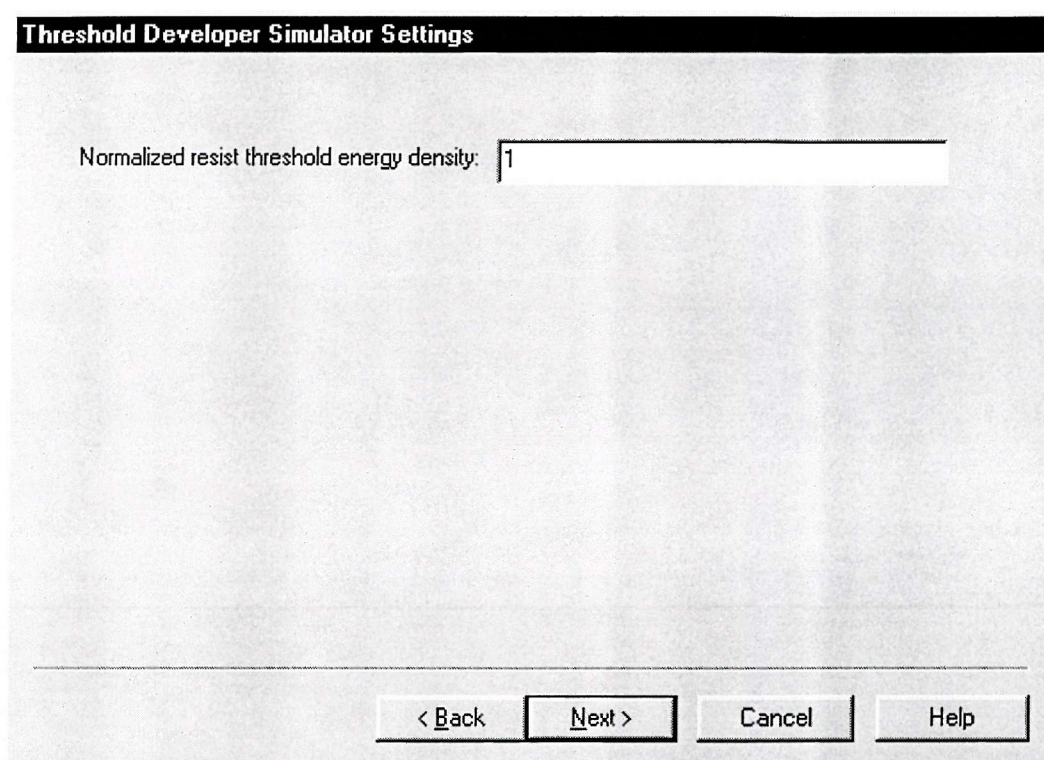 Threshold Developer Simulator Settings
Normalized resist threshold energy density: 1
< Back Next > Cancel Help